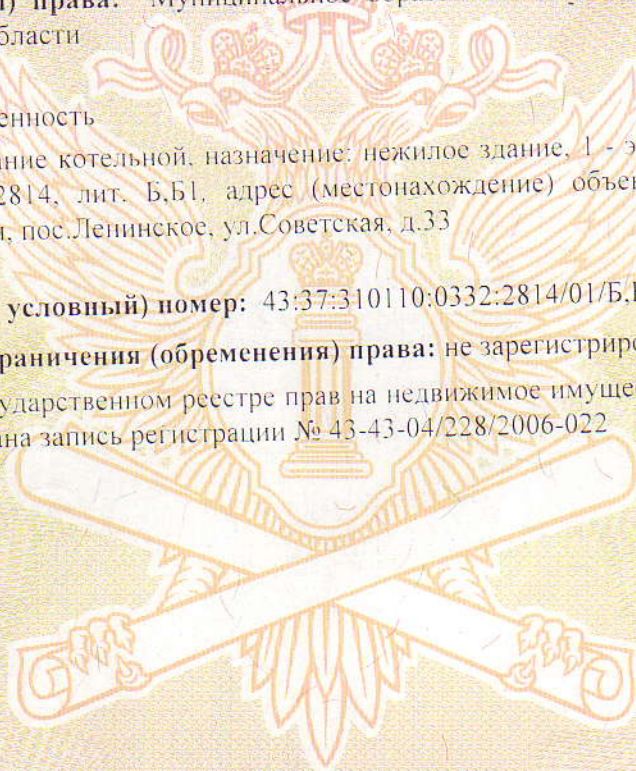 права: Муниципальное
бласти
енность
ание котельной, назначение: нежилое здание, 1 - э
2814, лит. Б,Б1, адрес (местонахождение) объек
, пос.Ленинское, ул.Советская, д.33
условный) номер: 43:37:310110:0332:2814/01/Б,
раничения (обременения) права: не зарегистриро
ударственном реестре прав на недвижимое имуще
ана запись регистрации № 43-43-04/228/2006-022